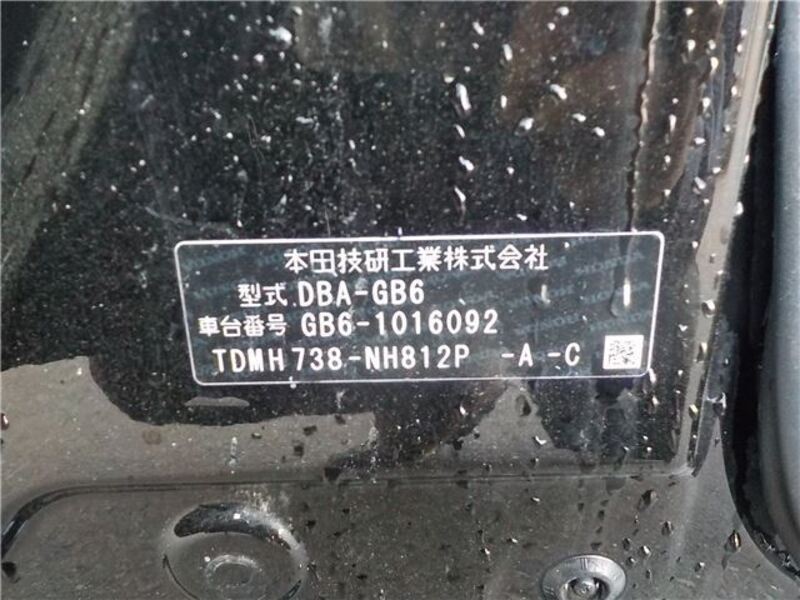 本田技研工業株式会社
型式 DBA-GB6
車台番号 GB6-1016092
TDMH738-NH812P -A-C